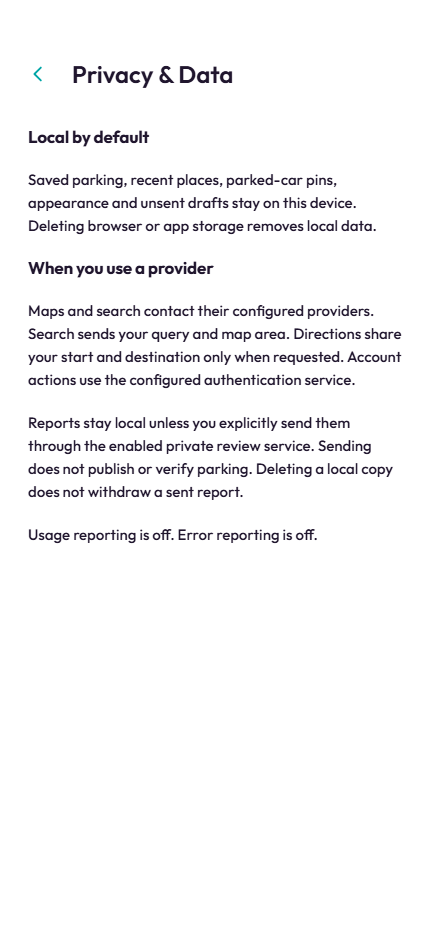 Privacy & Data
Local by default
Saved parking, recent places, parked-car pins,
appearance and unsent drafts stay on this device.
Deleting browser or app storage removes local data.
When you use a provider
Maps and search contact their configured providers.
Search sends your query and map area. Directions share
your start and destination only when requested. Account
actions use the configured authentication service.
Reports stay local unless you explicitly send them
through the enabled private review service. Sending
does not publish or verify parking. Deleting a local copy
does not withdraw a sent report.
Usage reporting is off. Error reporting is off.